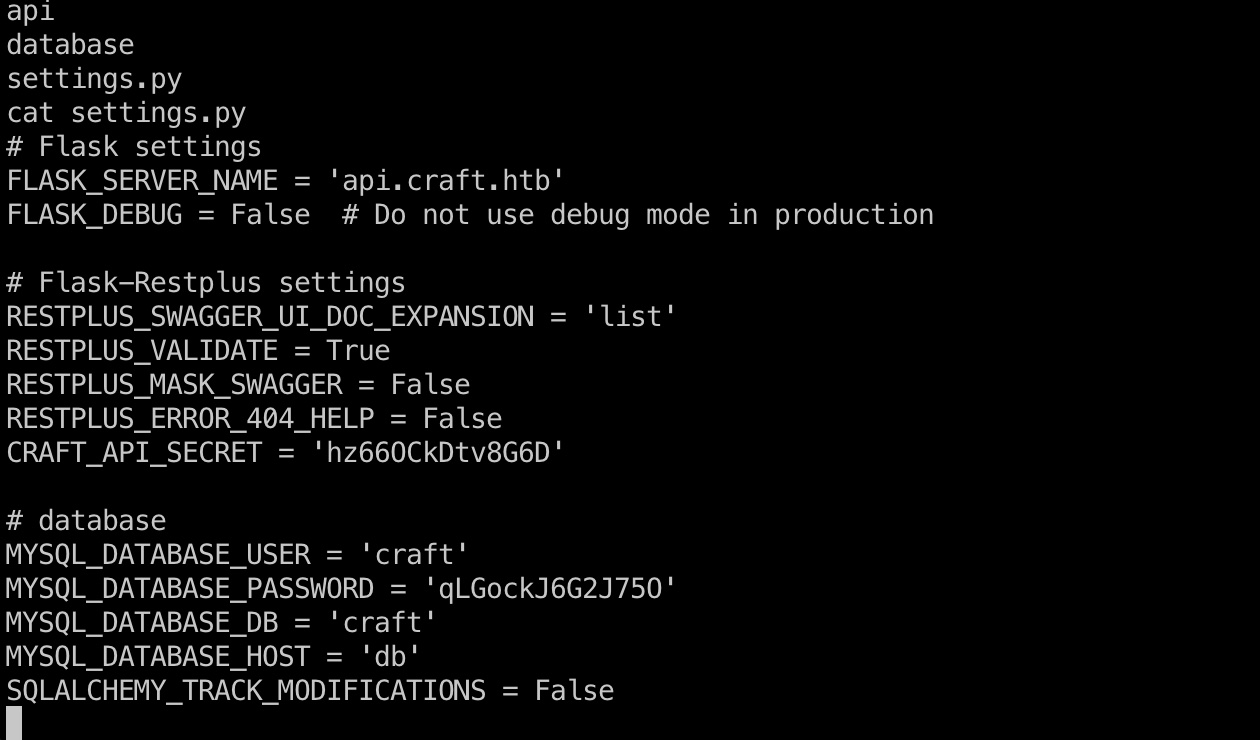 api
database
settings.py
cat settings.py
# Flask settings
FLASK_SERVER_NAME = 'api.craft.htb'
FLASK_DEBUG = False  # Do not use debug mode in production

# Flask-Restplus settings
RESTPLUS_SWAGGER_UI_DOC_EXPANSION = 'list'
RESTPLUS_VALIDATE = True
RESTPLUS_MASK_SWAGGER = False
RESTPLUS_ERROR_404_HELP = False
CRAFT_API_SECRET = 'hz66OCkDtv8G6D'

# database
MYSQL_DATABASE_USER = 'craft'
MYSQL_DATABASE_PASSWORD = 'qLGockJ6G2J75O'
MYSQL_DATABASE_DB = 'craft'
MYSQL_DATABASE_HOST = 'db'
SQLALCHEMY_TRACK_MODIFICATIONS = False